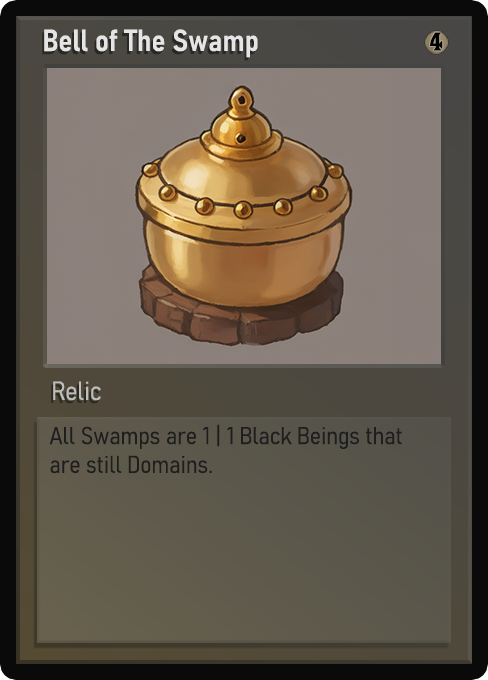 Bell of The Swamp
4
Relic
All Swamps are 1|1 Black Beings that
are still Domains.